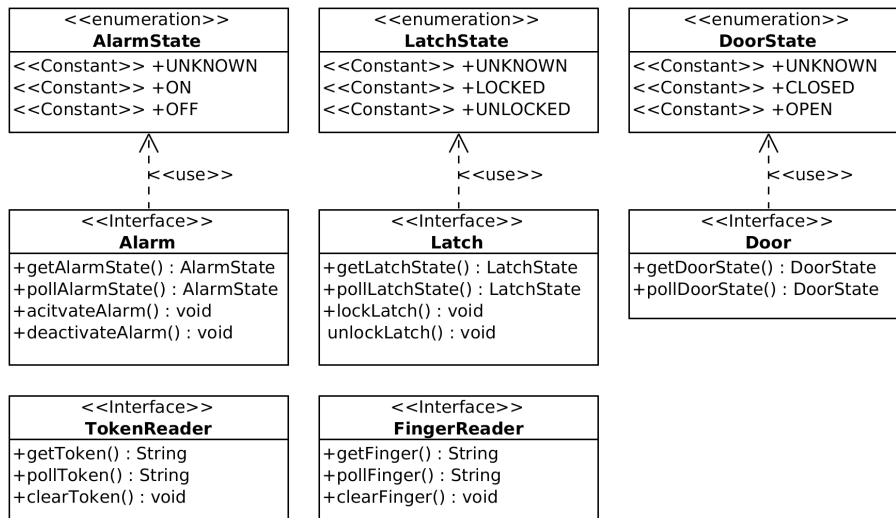 <<enumeration>>
AlarmState
<<Constant>> +UNKNOWN
<<Constant>> +ON
<<Constant>> +OFF
<<enumeration>>
LatchState
<<Constant>> +UNKNOWN
<<Constant>> +LOCKED
<<Constant>> +UNLOCKED
<<enumeration>>
DoorState
<<Constant>> +UNKNOWN
<<Constant>> +CLOSED
<<Constant>> +OPEN
<<use>>
<<use>>
<<use>>
<<Interface>>
Alarm
+getAlarmState() : AlarmState
+pollAlarmState() : AlarmState
+acitvateAlarm() : void
+deactivateAlarm() : void
<<Interface>>
Latch
+getLatchState() : LatchState
+pollLatchState() : LatchState
+lockLatch() : void
unlockLatch() : void
<<Interface>>
Door
+getDoorState() : DoorState
+pollDoorState() : DoorState
<<Interface>>
TokenReader
+getToken() : String
+pollToken() : String
+clearToken() : void
<<Interface>>
FingerReader
+getFinger() : String
+pollFinger() : String
+clearFinger() : void